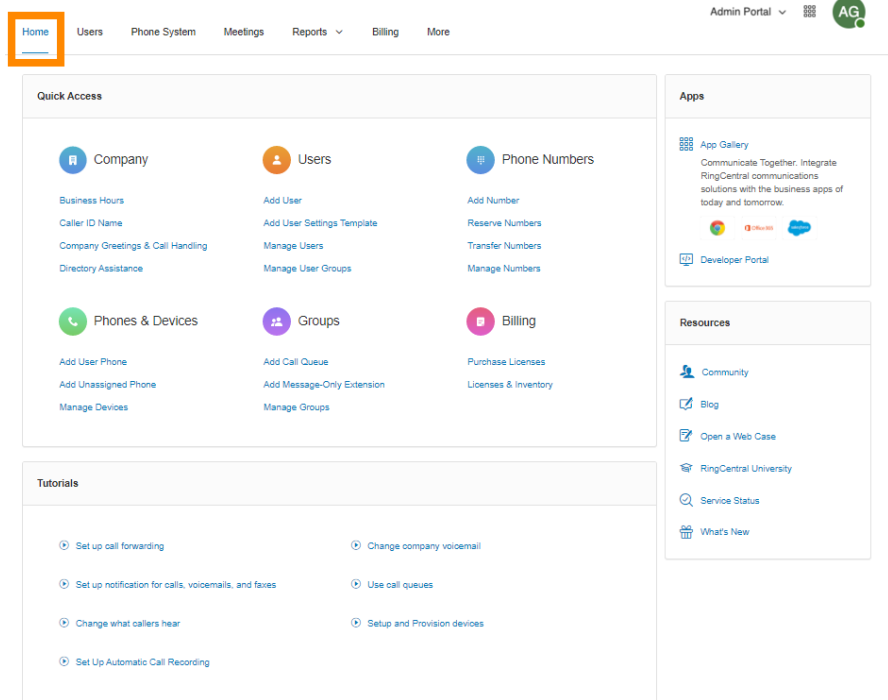 Admin Portal
AG
Home
Users
Phone System
Meetings
Reports
Billing
More
Quick Access
Company
Business Hours
Caller ID Name
Company Greetings & Call Handling
Directory Assistance
Users
Add User
Add User Settings Template
Manage Users
Manage User Groups
Phone Numbers
Add Number
Reserve Numbers
Transfer Numbers
Manage Numbers
Phones & Devices
Add User Phone
Add Unassigned Phone
Manage Devices
Groups
Add Call Queue
Add Message-Only Extension
Manage Groups
Billing
Purchase Licenses
Licenses & Inventory
Tutorials
Set up call forwarding
Change company voicemail
Set up notification for calls, voicemails, and faxes
Use call queues
Change what callers hear
Setup and Provision devices
Set Up Automatic Call Recording
Apps
App Gallery
Communicate Together. Integrate
RingCentral communications
solutions with the business apps of
today and tomorrow.
Office 365
salesforce
Developer Portal
Resources
Community
Blog
Open a Web Case
RingCentral University
Service Status
What's New